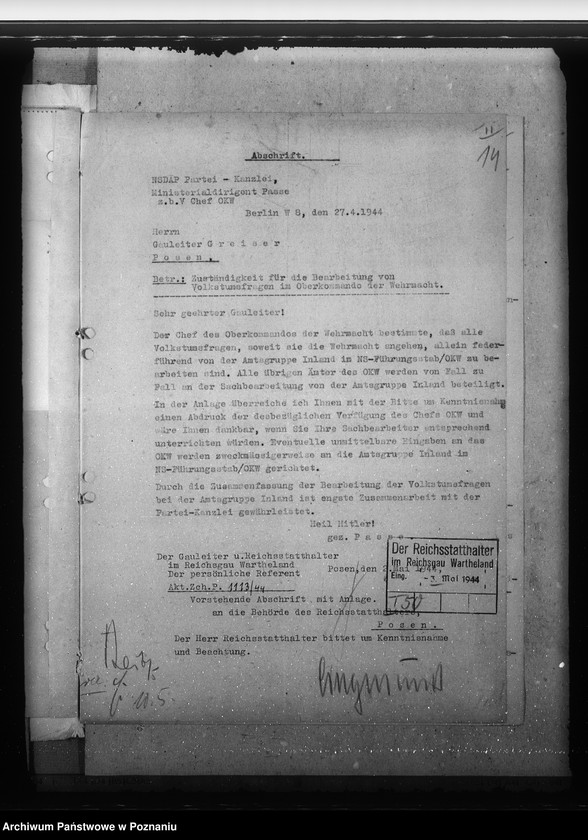 II
14
Abschrift.
NSDAP Partei - Kanzlei,
Ministerialdirigent Passe
z.b.V Chef OKW
Berlin W 8, den 27.4.1944
Herrn
Gauleiter G r e i s e r
P o s e n .
Betr.: Zuständigkeit für die Bearbeitung von
Volkstumsfragen im Oberkommando der Wehrmacht.
Sehr geehrter Gauleiter!
Der Chef des Oberkommandos der Wehrmacht bestimmte, daß alle
Volkstumsfragen, soweit sie die Wehrmacht angehen, allein feder-
führend von der Amtsgruppe Inland im NS-Führungsstab/OKW zu be-
arbeiten sind. Alle übrigen Ämter des OKW werden von Fall zu
Fall an der Sachbearbeitung von der Amtsgruppe Inland beteiligt.
In der Anlage überreiche ich Ihnen mit der Bitte um Kenntnisnahme
einen Abdruck der desbezüglichen Verfügung des Chefs OKW und
wäre Ihnen dankbar, wenn Sie Ihre Sachbearbeiter entsprechend
unterrichten würden. Eventuelle unmittelbare Eingaben an das
OKW werden zweckmässigerweise an die Amtsgruppe Inland im
NS-Führungsstab/OKW gerichtet.
Durch die Zusammenfassung der Bearbeitung der Volkstumsfragen
bei der Amtsgruppe Inland ist engste Zusammenarbeit mit der
Partei-Kanzlei gewährleistet.
Heil Hitler!
gez. P a s s e
Der Gauleiter u.Reichsstatthalter
im Reichsgau Wartheland
Der persönliche Referent
Akt.Zch.P. 1113/44
Posen, den 2.Mai 1944.
Der Reichsstatthalter
im Reichsgau Wartheland
Eing. - 3. Mai 1944
I 50
Vorstehende Abschrift mit Anlage.
an die Behörde des Reichsstatthalters,
P o s e n .
Der Herr Reichsstatthalter bittet um Kenntnisnahme
und Beachtung.
Archiwum Państwowe w Poznaniu